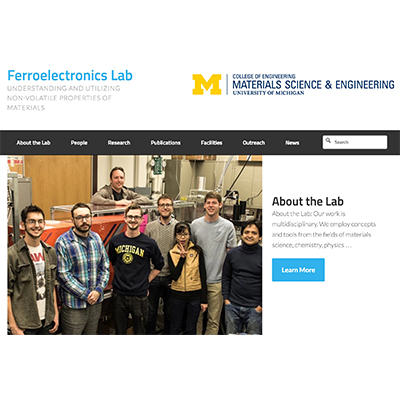 Ferroelectronics Lab
UNDERSTANDING AND UTILIZING
NON-VOLATILE PROPERTIES OF
MATERIALS
M
COLLEGE OF ENGINEERING
MATERIALS SCIENCE & ENGINEERING
UNIVERSITY OF MICHIGAN
About the Lab People Research Publications Facilities Outreach News Search
MICHIGAN
About the Lab
About the Lab: Our work is
multidisciplinary. We employ concepts
and tools from the fields of materials
science, chemistry, physics …
Learn More